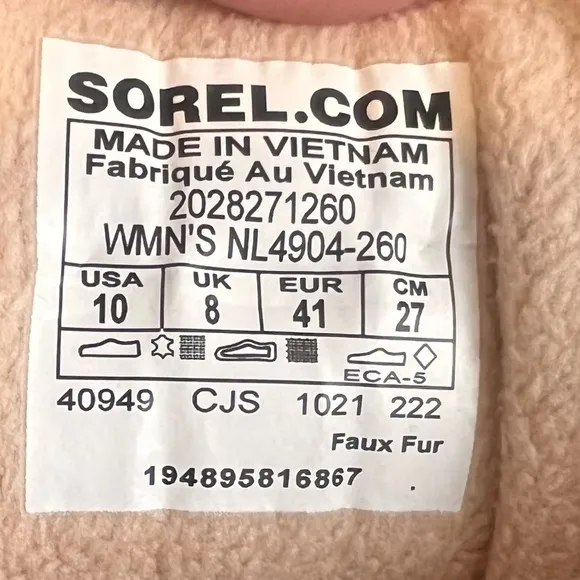 SOREL.COM
MADE IN VIETNAM
Fabriqué Au Vietnam
2028271260
WMN'S NL4904-260
USA UK EUR CM
10 8 41 27
ECA-5
40949 CJS 1021 222
Faux Fur
194895816867